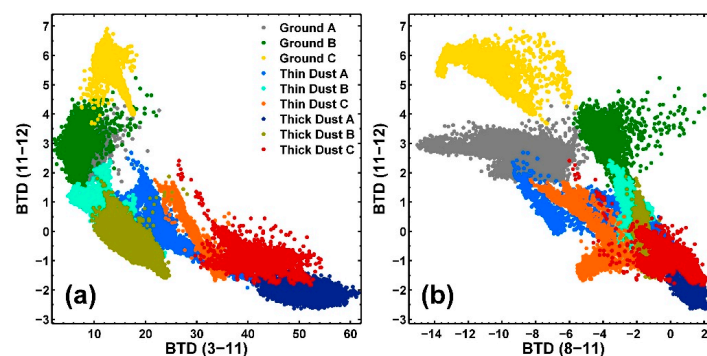 7
6
5
4
3
2
1
0
−1
−2
−3
BTD (11−12)
Ground A
Ground B
Ground C
Thin Dust A
Thin Dust B
Thin Dust C
Thick Dust A
Thick Dust B
Thick Dust C
(a)
10 20 30 40 50 60
BTD (3−11)
7
6
5
4
3
2
1
0
−1
−2
−3
BTD (11−12)
(b)
−14 −12 −10 −8 −6 −4 −2 0 2
BTD (8−11)